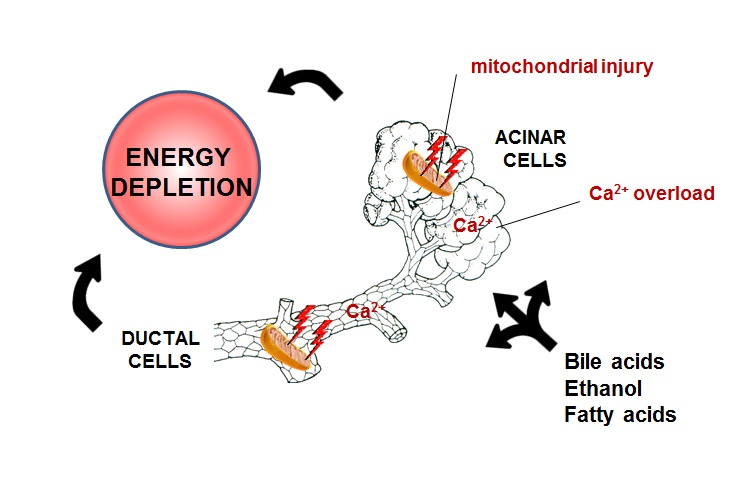 mitochondrial injury
ACINAR
CELLS
ENERGY
DEPLETION
Ca²⁺ overload
Ca²⁺
Ca²⁺
DUCTAL
CELLS
Bile acids
Ethanol
Fatty acids